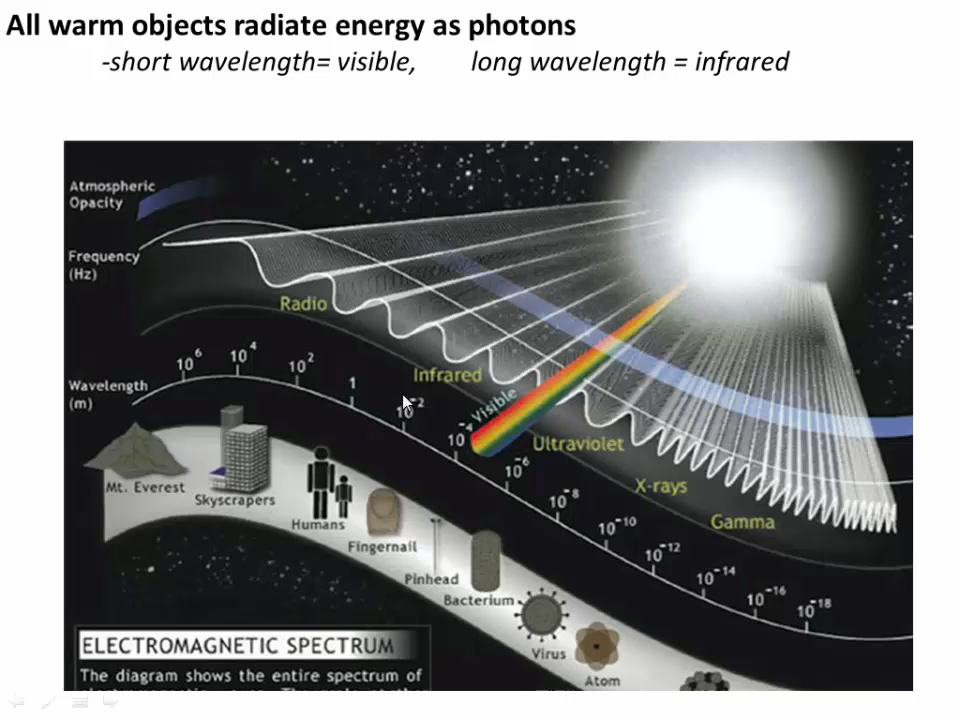 All warm objects radiate energy as photons
-short wavelength= visible, long wavelength = infrared
Atmospheric
Opacity
Frequency
(Hz)
Radio
Infrared
Visible
Ultraviolet
X-rays
Gamma
Wavelength
(m)
10^6 10^4 10^2 1 10^-2 10^-4 10^-6 10^-8 10^-10 10^-12 10^-14 10^-16 10^-18
Mt. Everest
Skyscrapers
Humans
Fingernail
Pinhead
Bacterium
Virus
Atom
ELECTROMAGNETIC SPECTRUM
The diagram shows the entire spectrum of